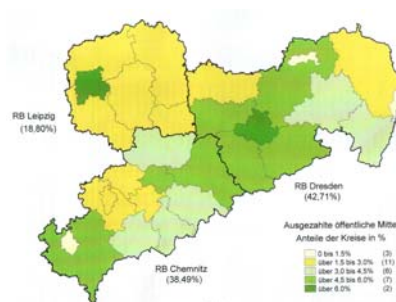 RB Leipzig
(18.80%)
RB Dresden
(42,71%)
RB Chemnitz
(38,49%)
Ausgezahlte öffentliche Mitte
Anteile der Kreise in %
0 bis 1.5% (3)
über 1,5 bis 3.0% (11)
über 3,0 bis 4,5% (6)
über 4,5 bis 6.0% (7)
über 6.0% (2)